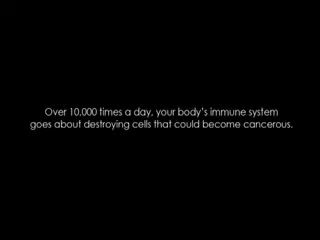 Over 10,000 times a day, your body's immune system
goes about destroying cells that could become cancerous.